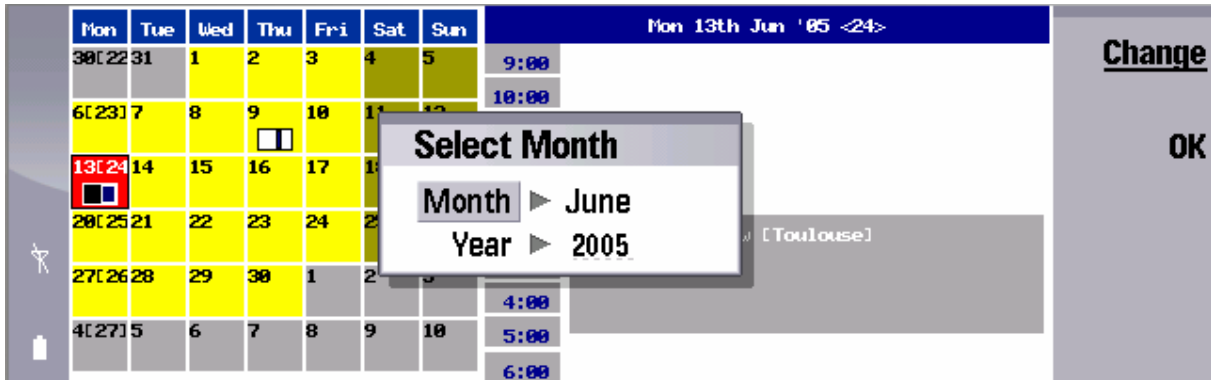 Mon Tue Wed Thu Fri Sat Sun
30[22 31 1 2 3 4 5
6[23] 7 8 9 10
13[24 14 15 16 17
20[25 21 22 23 24
27[26 28 29 30 1 2
4[27] 5 6 7 8 9 10
Mon 13th Jun '05 <24>
9:00
10:00
[Toulouse]
4:00
5:00
6:00
Select Month
Month June
Year 2005
Change
OK